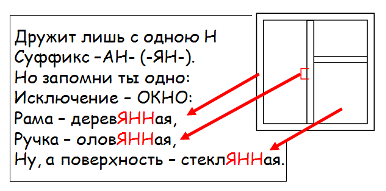 Дружит лишь с одною Н
Суффикс –АН- (-ЯН-).
Но запомни ты одно:
Исключение – ОКНО:
Рама – деревЯННая,
Ручка – оловЯННая,
Ну, а поверхность – стеклЯННая.